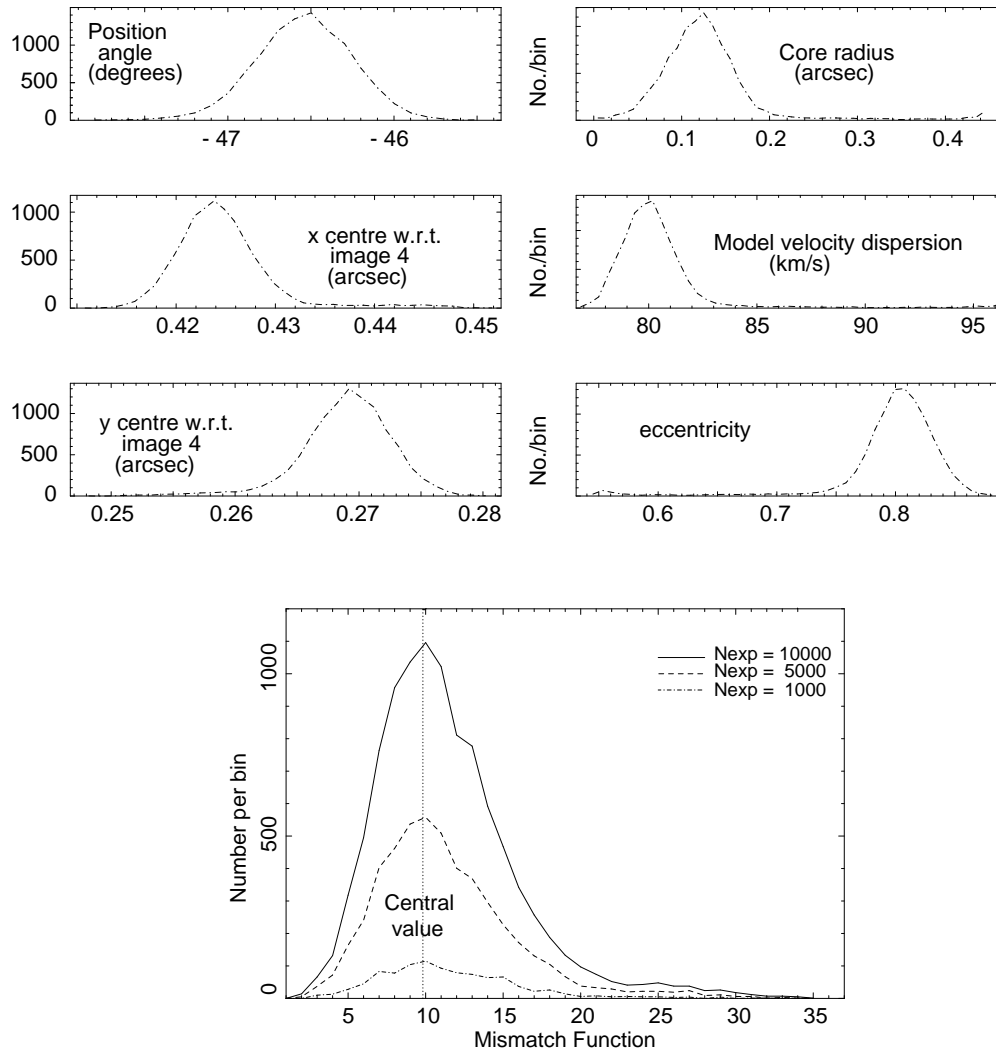 1000
500
0
Position
angle
(degrees)
- 47
- 46
No./bin
Core radius
(arcsec)
0
0.1
0.2
0.3
0.4
1000
500
0
x centre w.r.t.
image 4
(arcsec)
0.42
0.43
0.44
0.45
No./bin
Model velocity dispersion
(km/s)
80
85
90
95
1000
500
0
y centre w.r.t.
image 4
(arcsec)
0.25
0.26
0.27
0.28
No./bin
eccentricity
0.6
0.7
0.8
Number per bin
1000
500
0
Nexp = 10000
Nexp = 5000
Nexp = 1000
Central
value
5
10
15
20
25
30
35
Mismatch Function